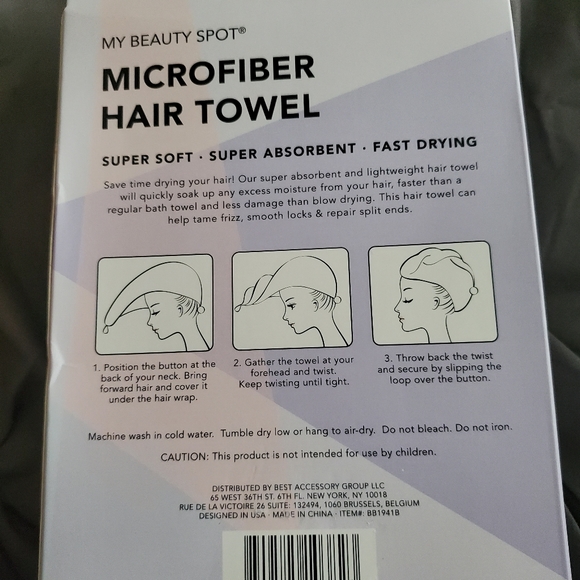 MY BEAUTY SPOT®
MICROFIBER
HAIR TOWEL
SUPER SOFT · SUPER ABSORBENT · FAST DRYING
Save time drying your hair! Our super absorbent and lightweight hair towel
will quickly soak up any excess moisture from your hair, faster than a
regular bath towel and less damage than blow drying. This hair towel can
help tame frizz, smooth locks & repair split ends.
1. Position the button at the
back of your neck. Bring
forward hair and cover it
under the hair wrap.
2. Gather the towel at your
forehead and twist.
Keep twisting until tight.
3. Throw back the twist
and secure by slipping the
loop over the button.
Machine wash in cold water. Tumble dry low or hang to air-dry. Do not bleach. Do not iron.
CAUTION: This product is not intended for use by children.
DISTRIBUTED BY BEST ACCESSORY GROUP LLC
65 WEST 36TH ST. 6TH FL. NEW YORK, NY 10018
RUE DE LA VICTOIRE 26 SUITE: 132494, 1060 BRUSSELS, BELGIUM
DESIGNED IN USA · MADE IN CHINA · ITEM#: BB1941B